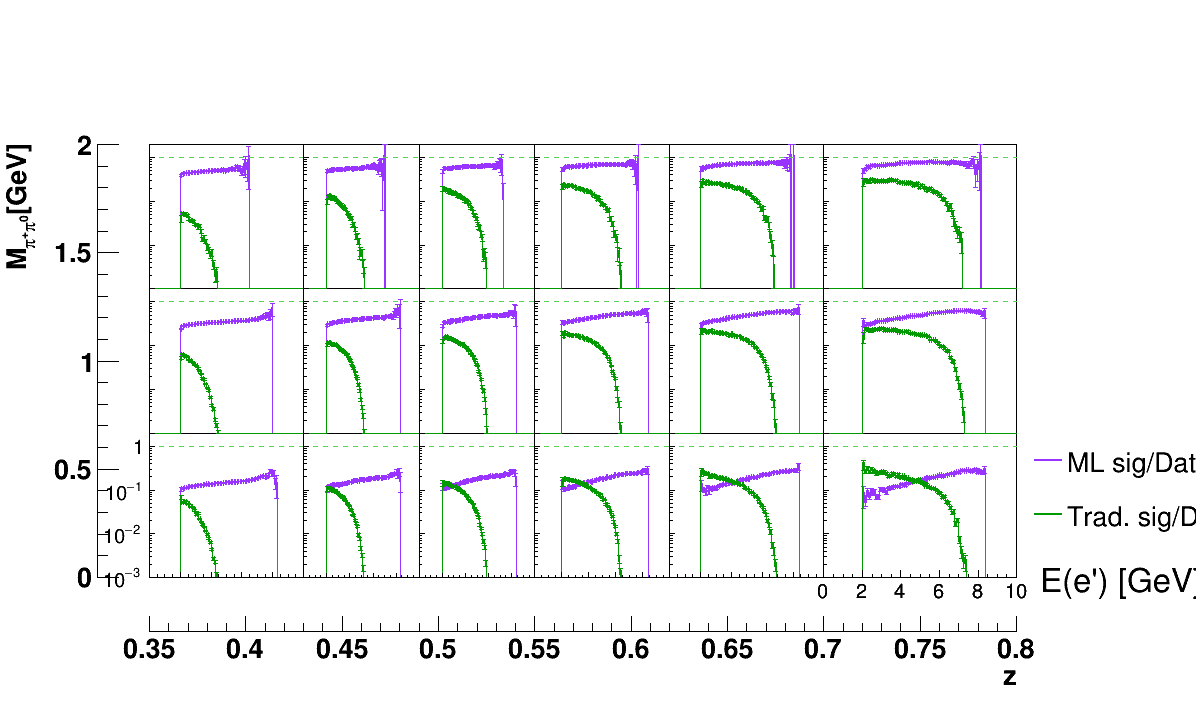 M_{π⁺π⁰}[GeV]
2
1.5
1
0.5
0
1
10⁻¹
10⁻²
10⁻³
ML sig/Dat
Trad. sig/D
0 2 4 6 8 10
E(e') [GeV]
0.35 0.4 0.45 0.5 0.55 0.6 0.65 0.7 0.75 0.8
z